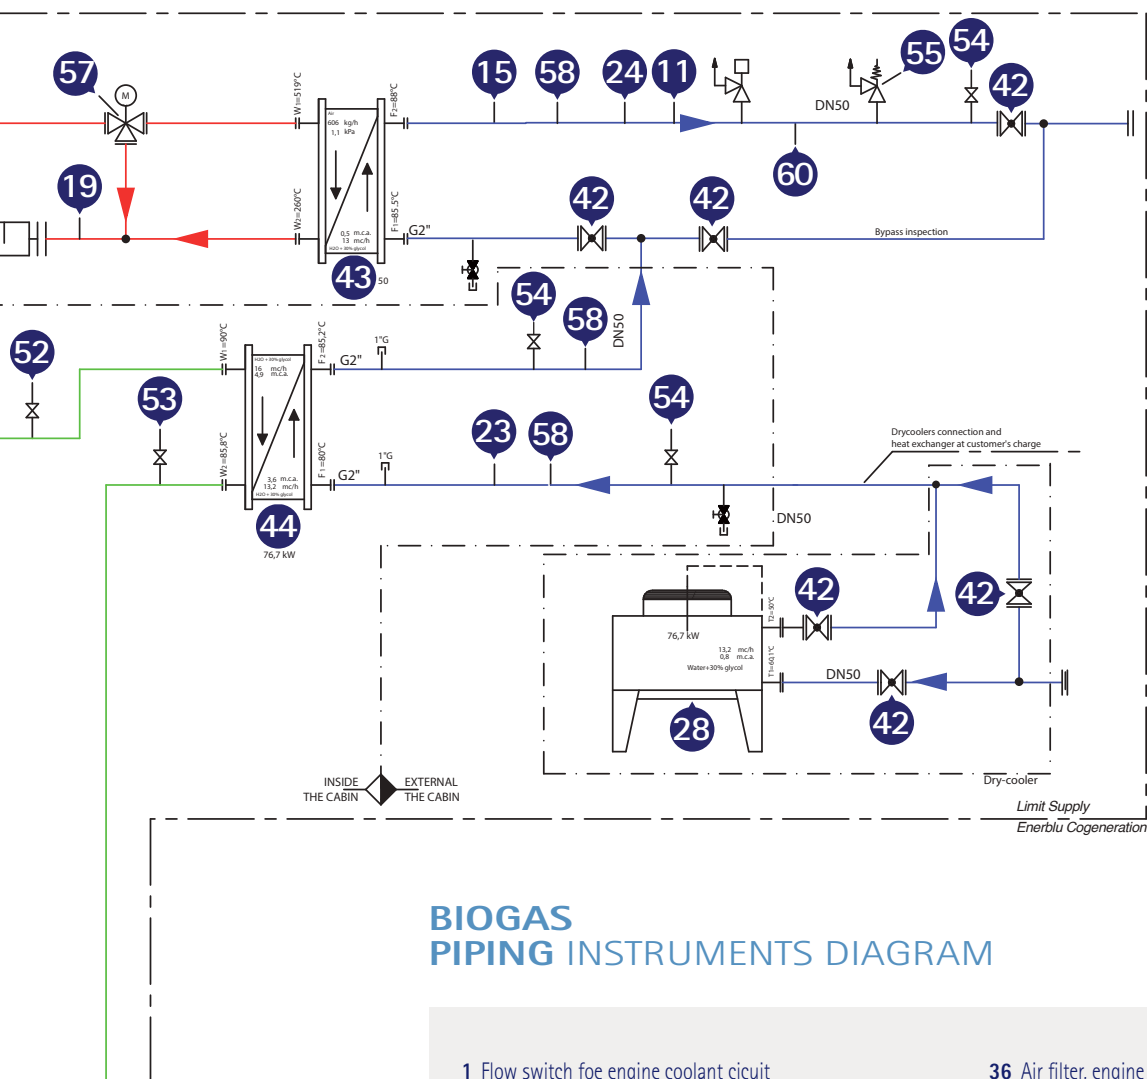 57
M
19
W1=519°C
W2=260°C
Air
606 kg/h
1,1 kPa
0,5 m.c.a.
13 mc/h
H2O + 30% glycol
43
50
F2=88°C
F1=85.5°C
G2"
15
58
24
11
55
54
42
DN50
60
42
42
Bypass inspection
54
58
DN50
52
53
W1=90°C
W2=85,8°C
H2O + 30% glycol
16 mc/h
4,9 m.c.a.
3,6 m.c.a.
13,2 mc/h
H2O + 30% glycol
44
76,7 kW
F2=85,2°C
F1=80°C
G2"
1"G
G2"
1"G
23
58
54
DN50
Drycoolers connection and
heat exchanger at customer's charge
76,7 kW
13,2 mc/h
0,8 m.c.a.
Water+30% glycol
T2=50°C
T1=60,1°C
42
42
DN50
42
28
Dry-cooler
INSIDE
THE CABIN
EXTERNAL
THE CABIN
Limit Supply
Enerblu Cogeneration
BIOGAS
PIPING INSTRUMENTS DIAGRAM
1 Flow switch foe engine coolant cicuit
36 Air filter, engine